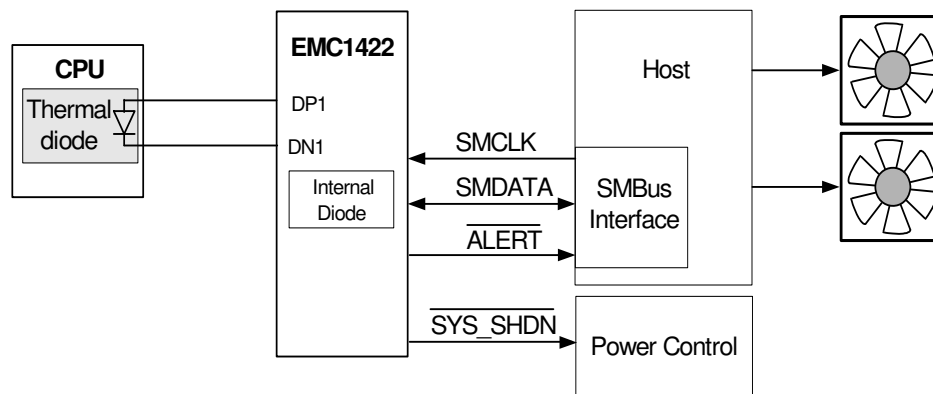 CPU
Thermal
diode
EMC1422
DP1
DN1
Internal
Diode
SMCLK
SMDATA
ALERT
SYS_SHDN
Host
SMBus
Interface
Power Control